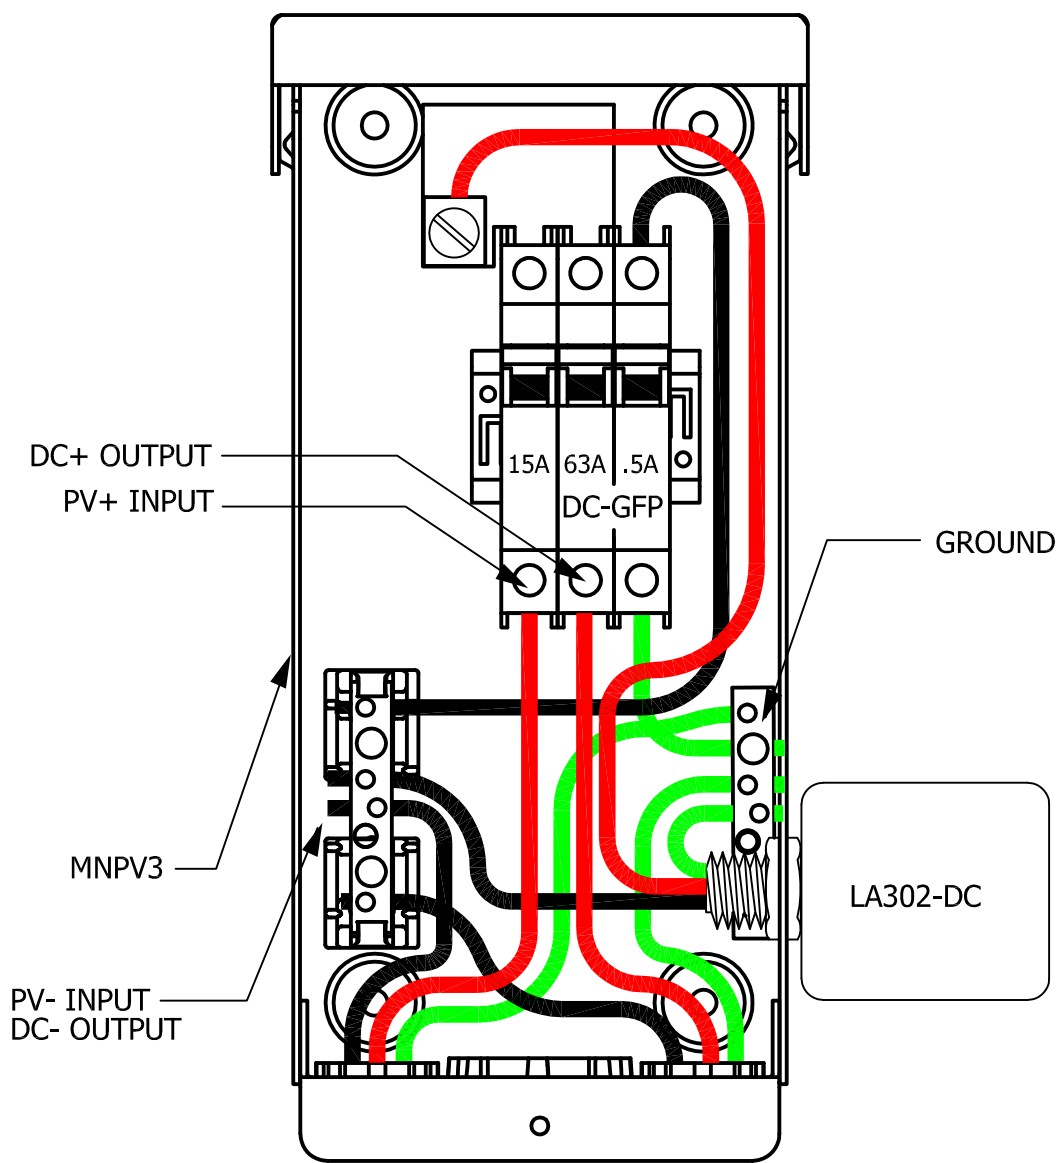 DC+ OUTPUT
PV+ INPUT
15A 63A .5A
DC-GFP
GROUND
MNPV3
LA302-DC
PV- INPUT
DC- OUTPUT